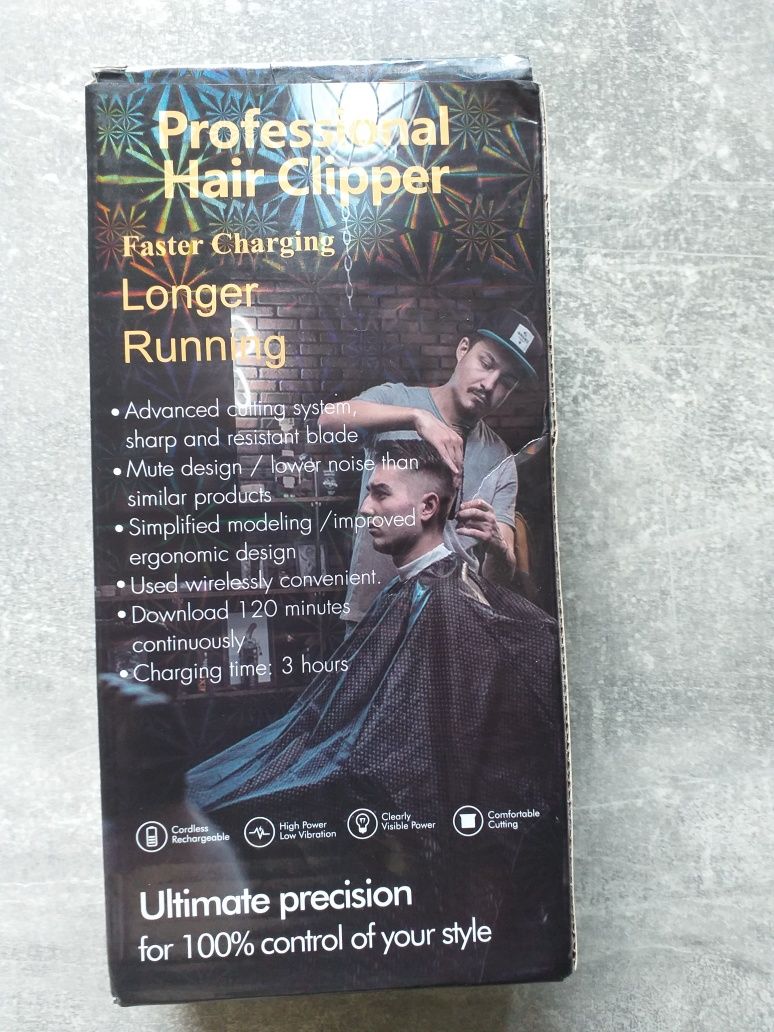 Professional
Hair Clipper
Faster Charging
Longer
Running
• Advanced cutting system,
sharp and resistant blade
• Mute design / lower noise than
similar products
• Simplified modeling /improved
ergonomic design
• Used wirelessly convenient.
• Download 120 minutes
continuously
• Charging time: 3 hours
Cordless
Rechargeable
High Power
Low Vibration
Clearly
Visible Power
Comfortable
Cutting
Ultimate precision
for 100% control of your style